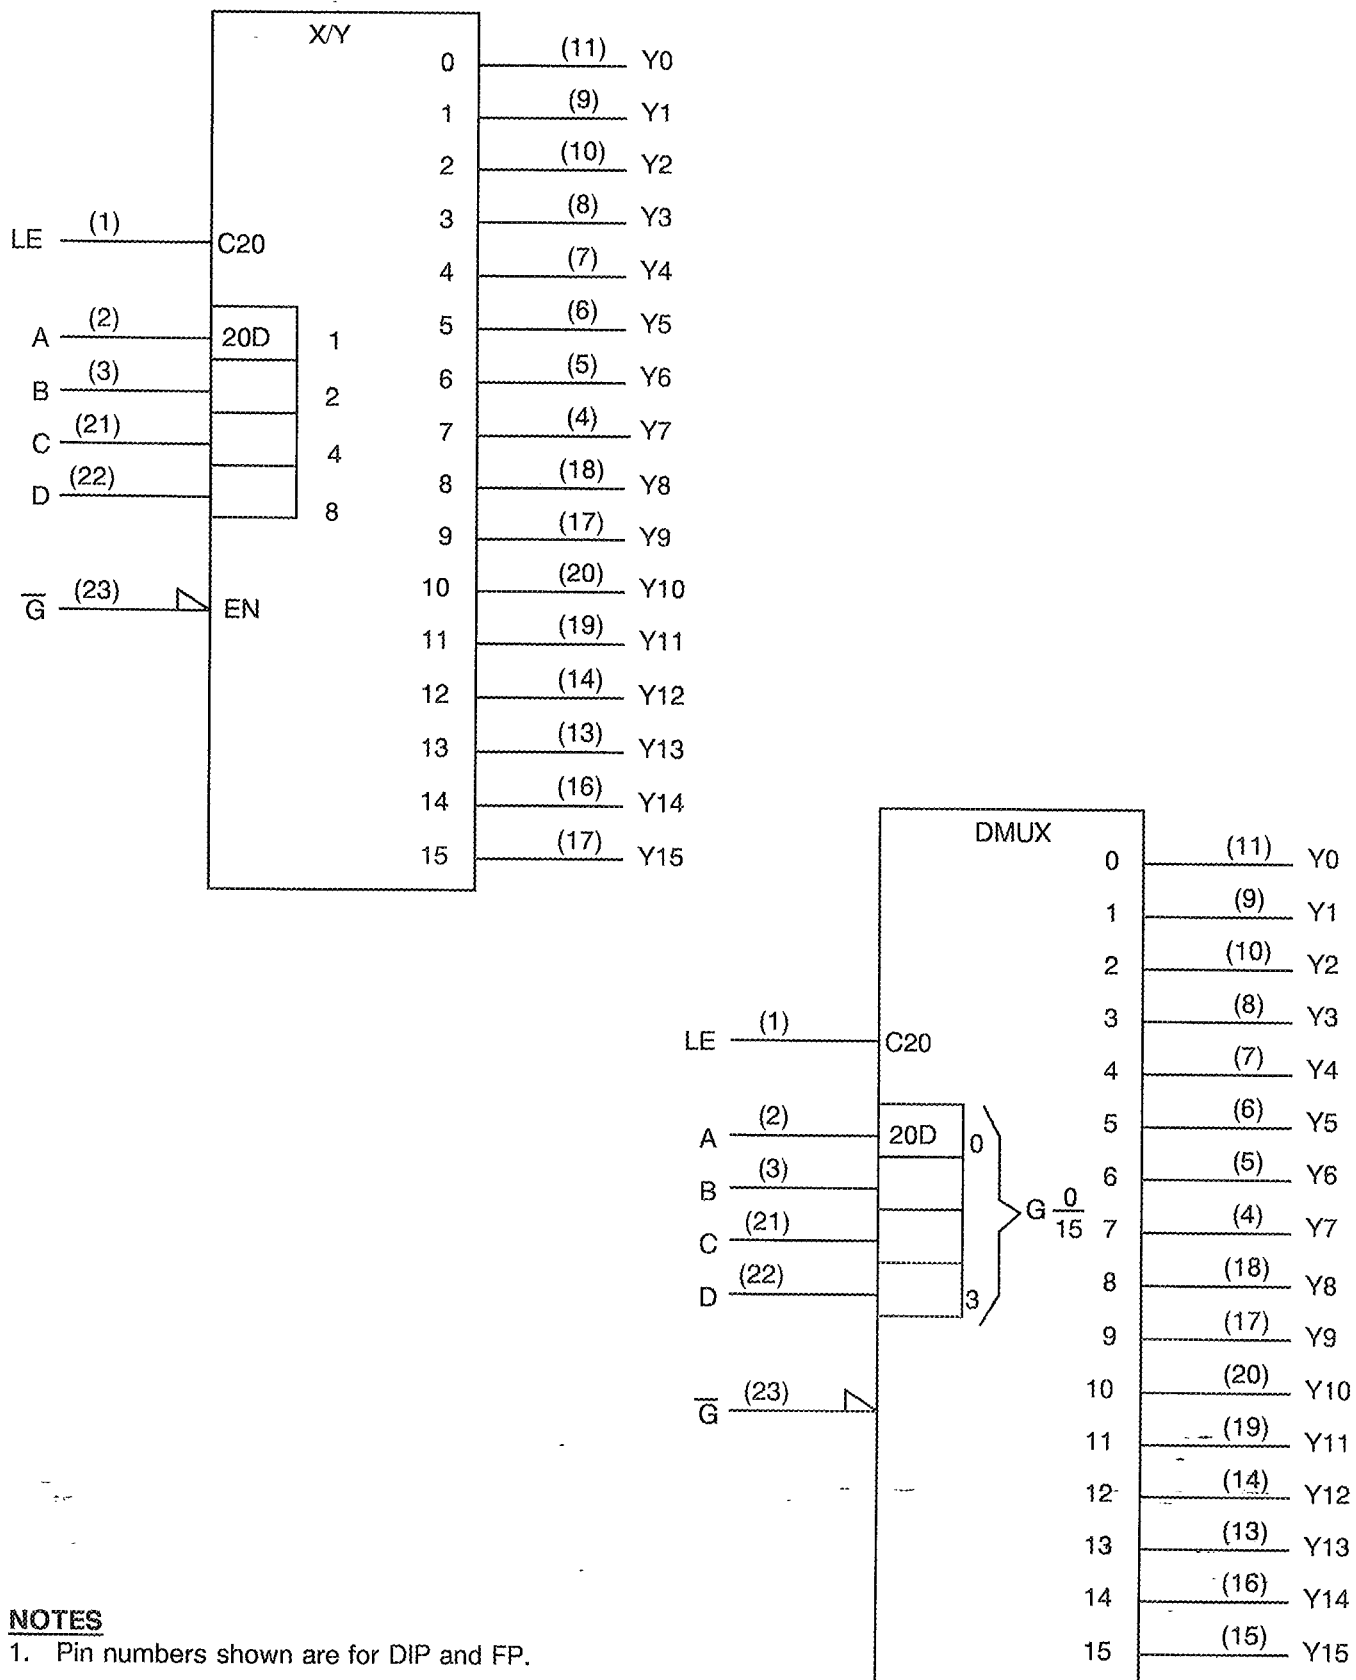 X/Y
0 (11) Y0
1 (9) Y1
2 (10) Y2
3 (8) Y3
LE (1) C20
4 (7) Y4
A (2) 20D 1
5 (6) Y5
B (3) 2
6 (5) Y6
C (21) 4
7 (4) Y7
D (22) 8
8 (18) Y8
9 (17) Y9
G̅ (23) EN
10 (20) Y10
11 (19) Y11
12 (14) Y12
13 (13) Y13
14 (16) Y14
15 (17) Y15
DMUX
0 (11) Y0
1 (9) Y1
2 (10) Y2
3 (8) Y3
LE (1) C20
4 (7) Y4
A (2) 20D 0
5 (6) Y5
B (3)
6 (5) Y6
G 0/15
7 (4) Y7
C (21)
8 (18) Y8
D (22) 3
9 (17) Y9
G̅ (23)
10 (20) Y10
11 (19) Y11
12 (14) Y12
13 (13) Y13
14 (16) Y14
15 (15) Y15
NOTES
1. Pin numbers shown are for DIP and FP.